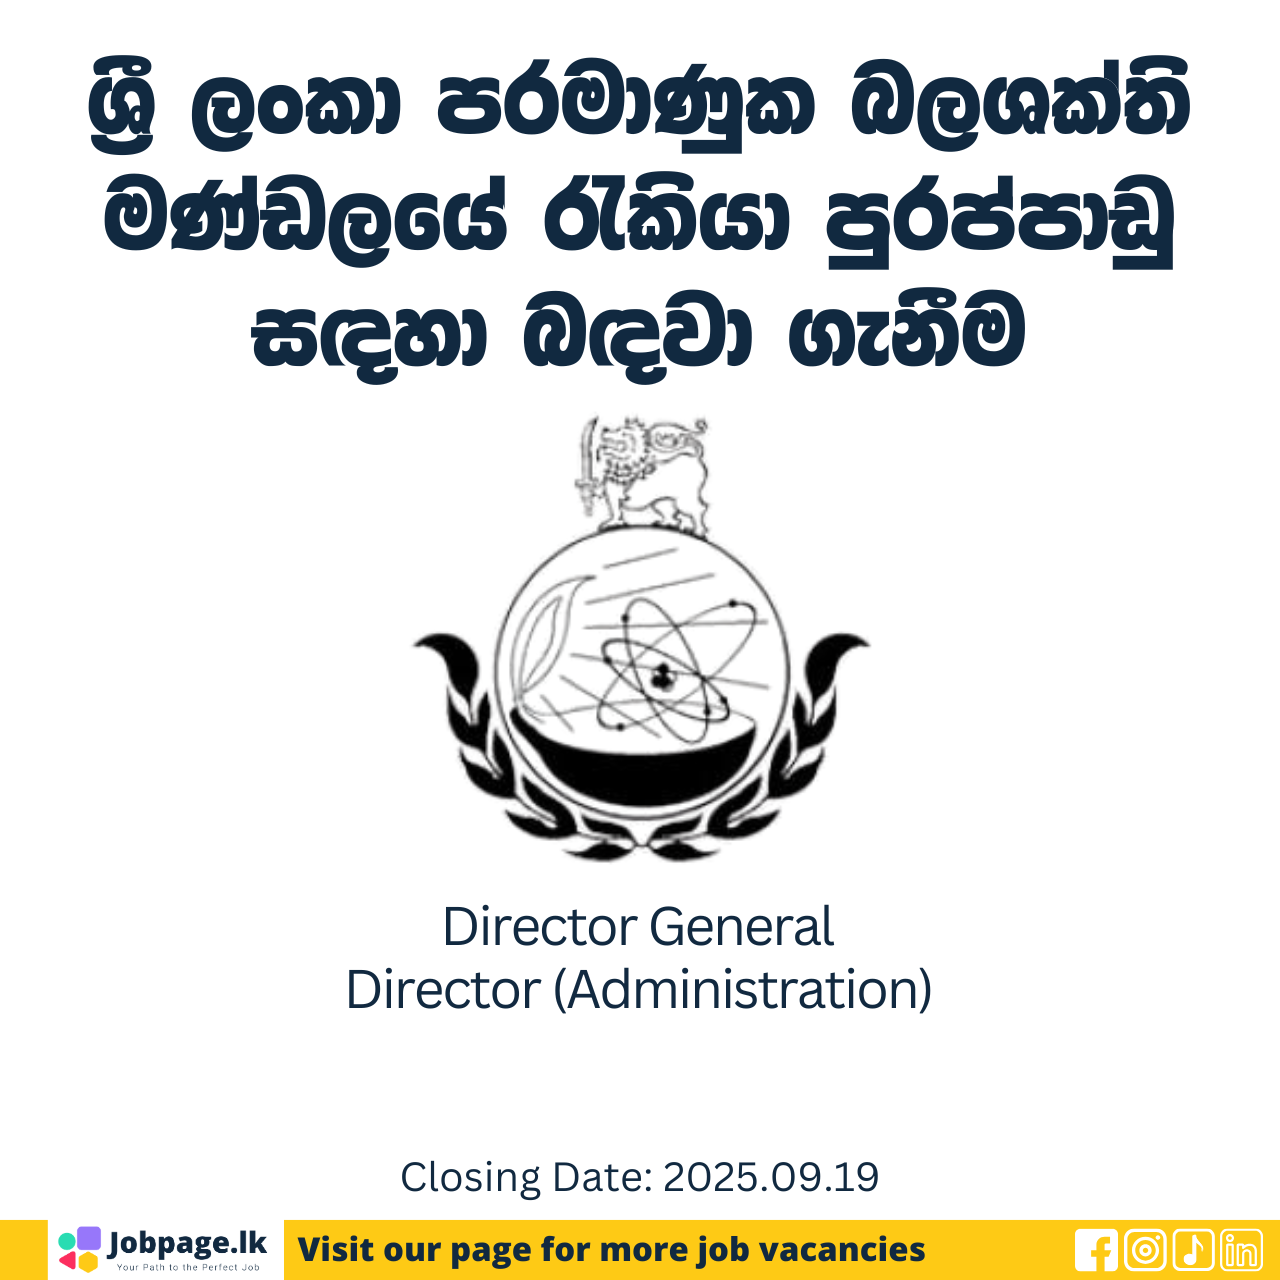 ශ්‍රී ලංකා පරමාණුක බලශක්ති
මණ්ඩලයේ රැකියා පුරප්පාඩු
සඳහා බඳවා ගැනීම
Director General
Director (Administration)
Closing Date: 2025.09.19
Jobpage.lk
Your Path to the Perfect Job
Visit our page for more job vacancies